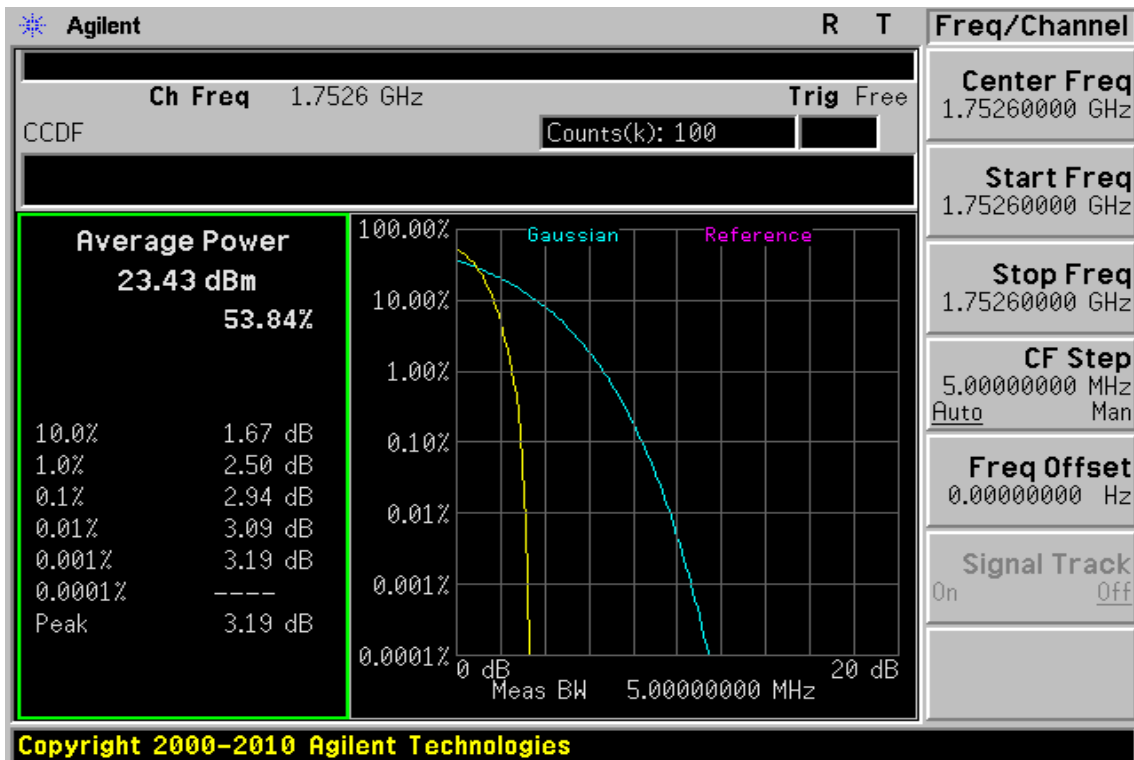 Agilent R T
Ch Freq 1.7526 GHz Trig Free
CCDF Counts(k): 100
Average Power
23.43 dBm
53.84%
10.0% 1.67 dB
1.0% 2.50 dB
0.1% 2.94 dB
0.01% 3.09 dB
0.001% 3.19 dB
0.0001% ----
Peak 3.19 dB
Gaussian Reference
100.00%
10.00%
1.00%
0.10%
0.01%
0.001%
0.0001%
0 dB 20 dB
Meas BW 5.00000000 MHz
Freq/Channel
Center Freq
1.75260000 GHz
Start Freq
1.75260000 GHz
Stop Freq
1.75260000 GHz
CF Step
5.00000000 MHz
Auto Man
Freq Offset
0.00000000 Hz
Signal Track
On Off
Copyright 2000-2010 Agilent Technologies